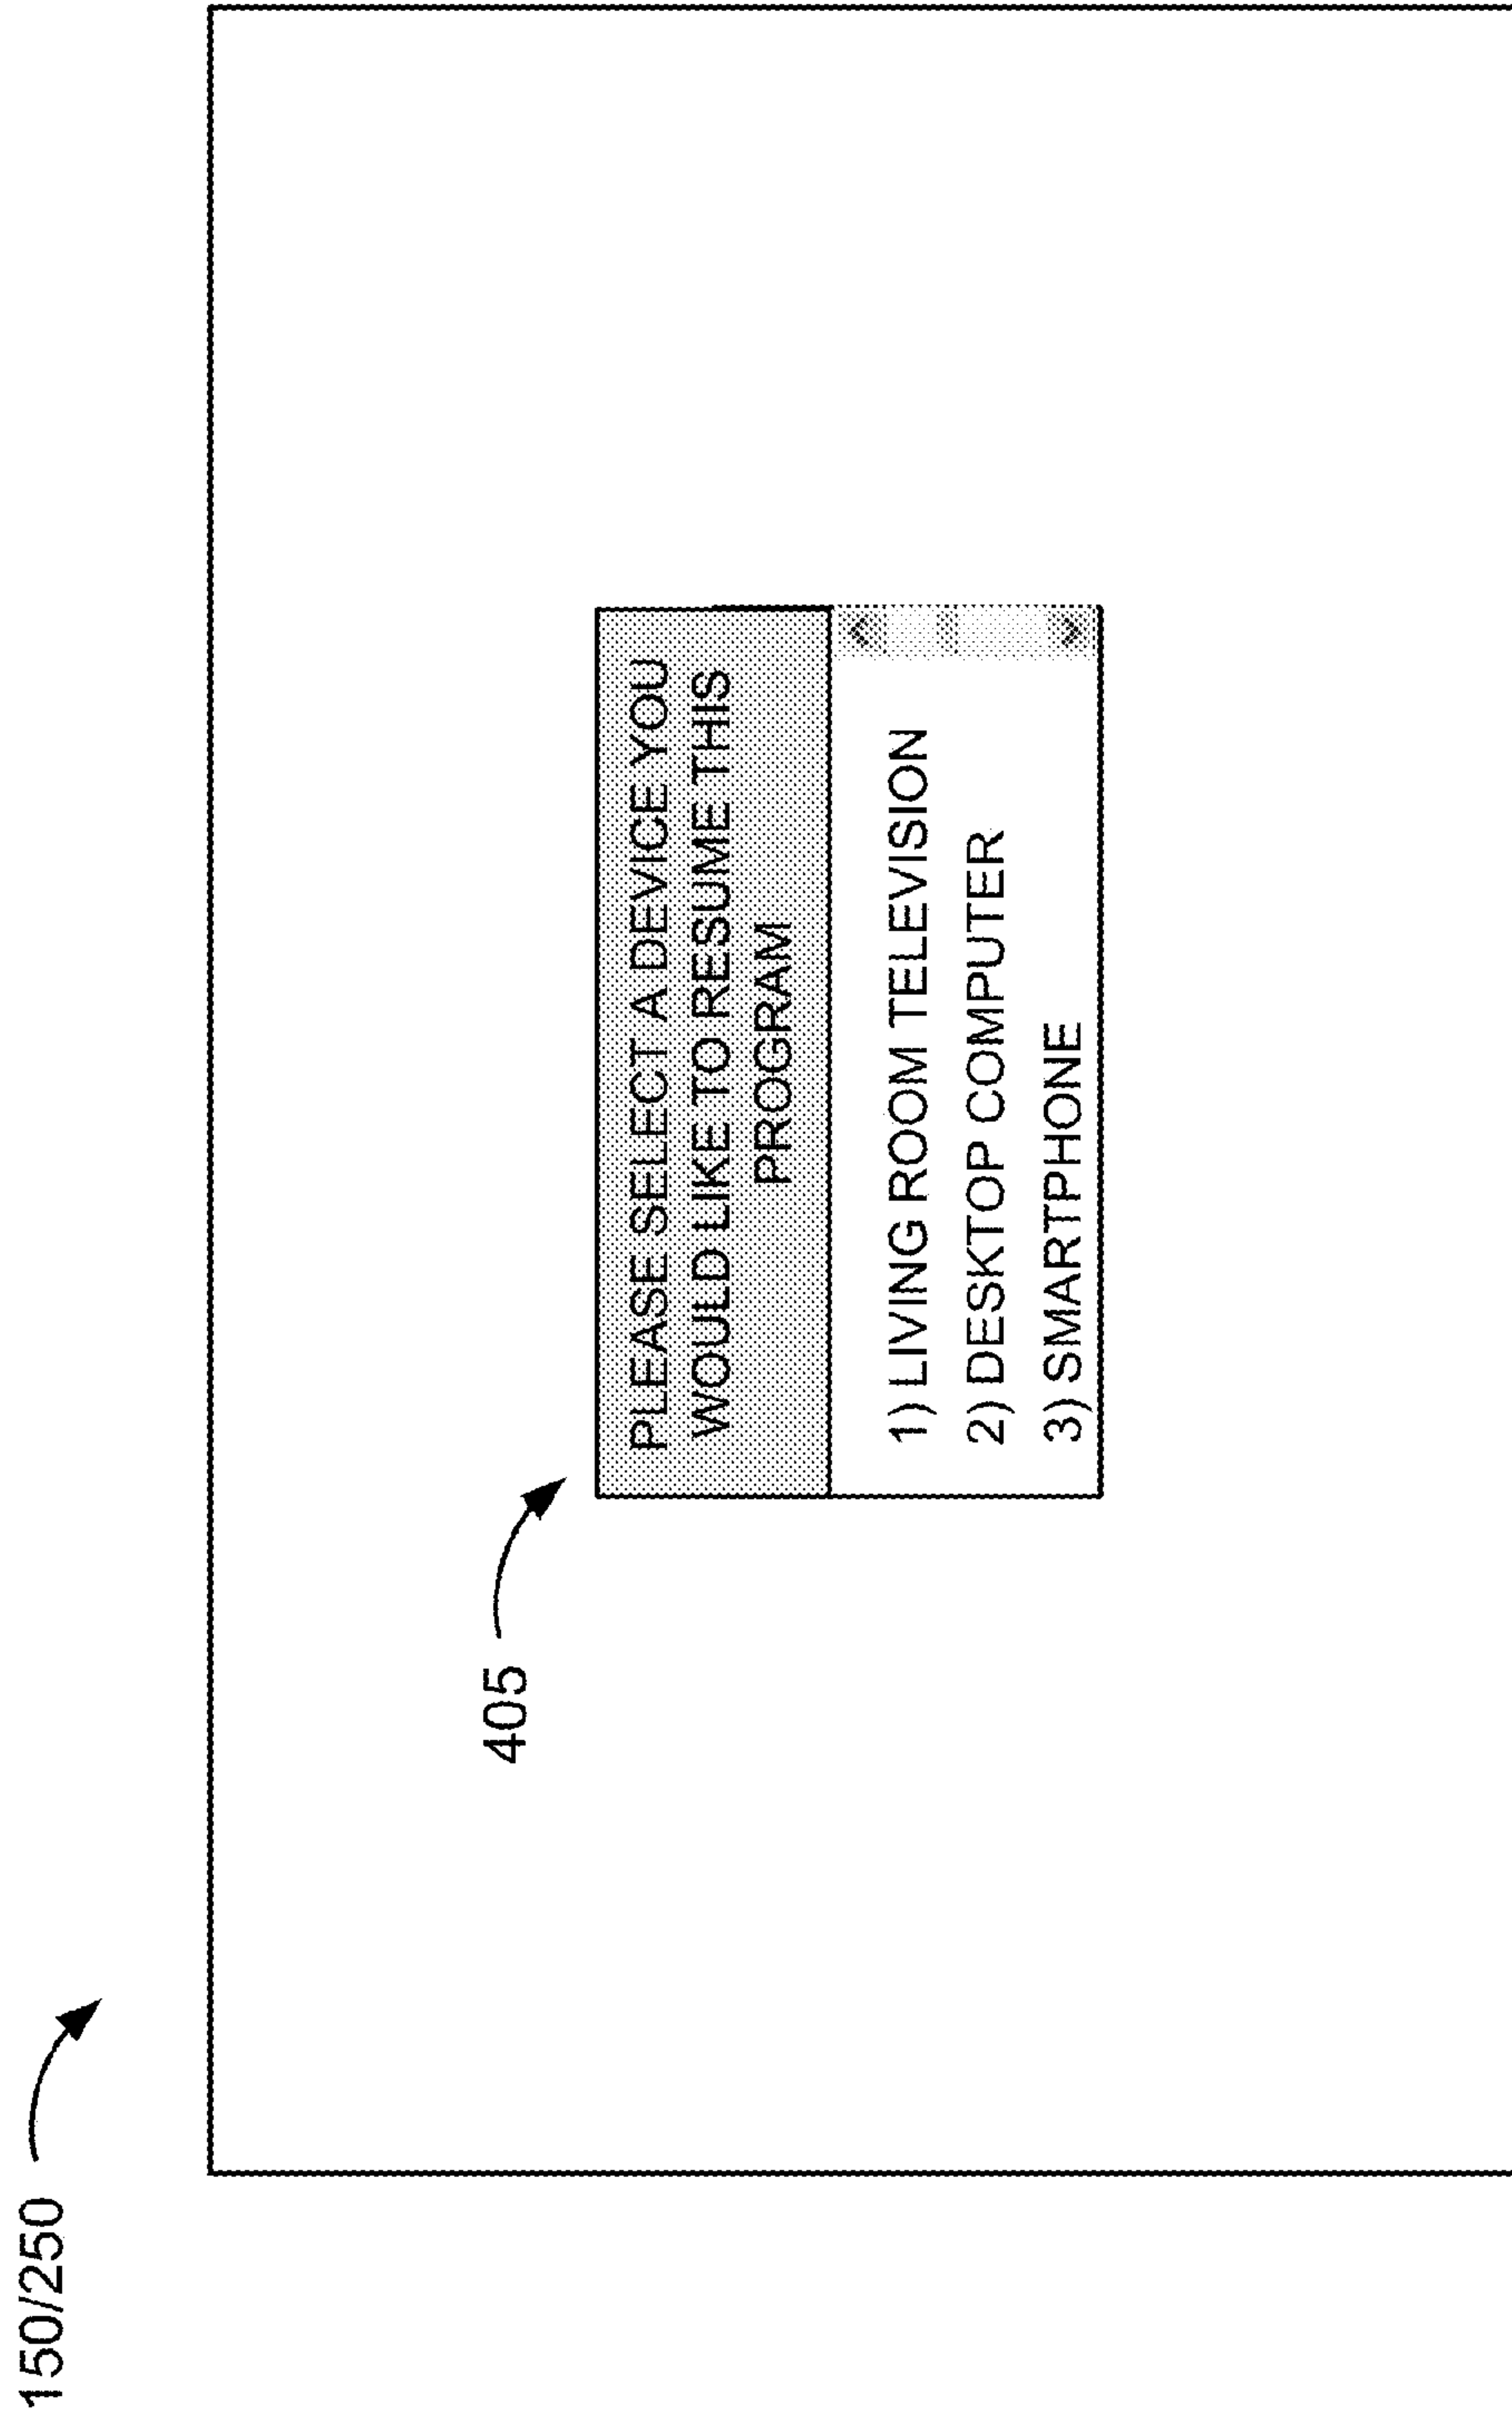 150/250
405
PLEASE SELECT A DEVICE YOU
WOULD LIKE TO RESUME THIS
PROGRAM
1) LIVING ROOM TELEVISION
2) DESKTOP COMPUTER
3) SMARTPHONE